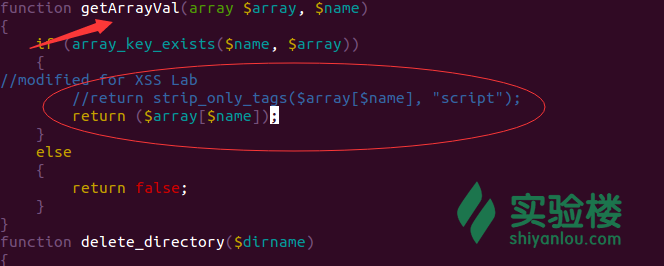 function getArrayVal(array $array, $name)
{
if (array_key_exists($name, $array))
{
//modified for XSS Lab
//return strip_only_tags($array[$name], "script");
return ($array[$name]);
}
else
{
return false;
}
}
function delete_directory($dirname)
{
实验楼
shiyanlou.com